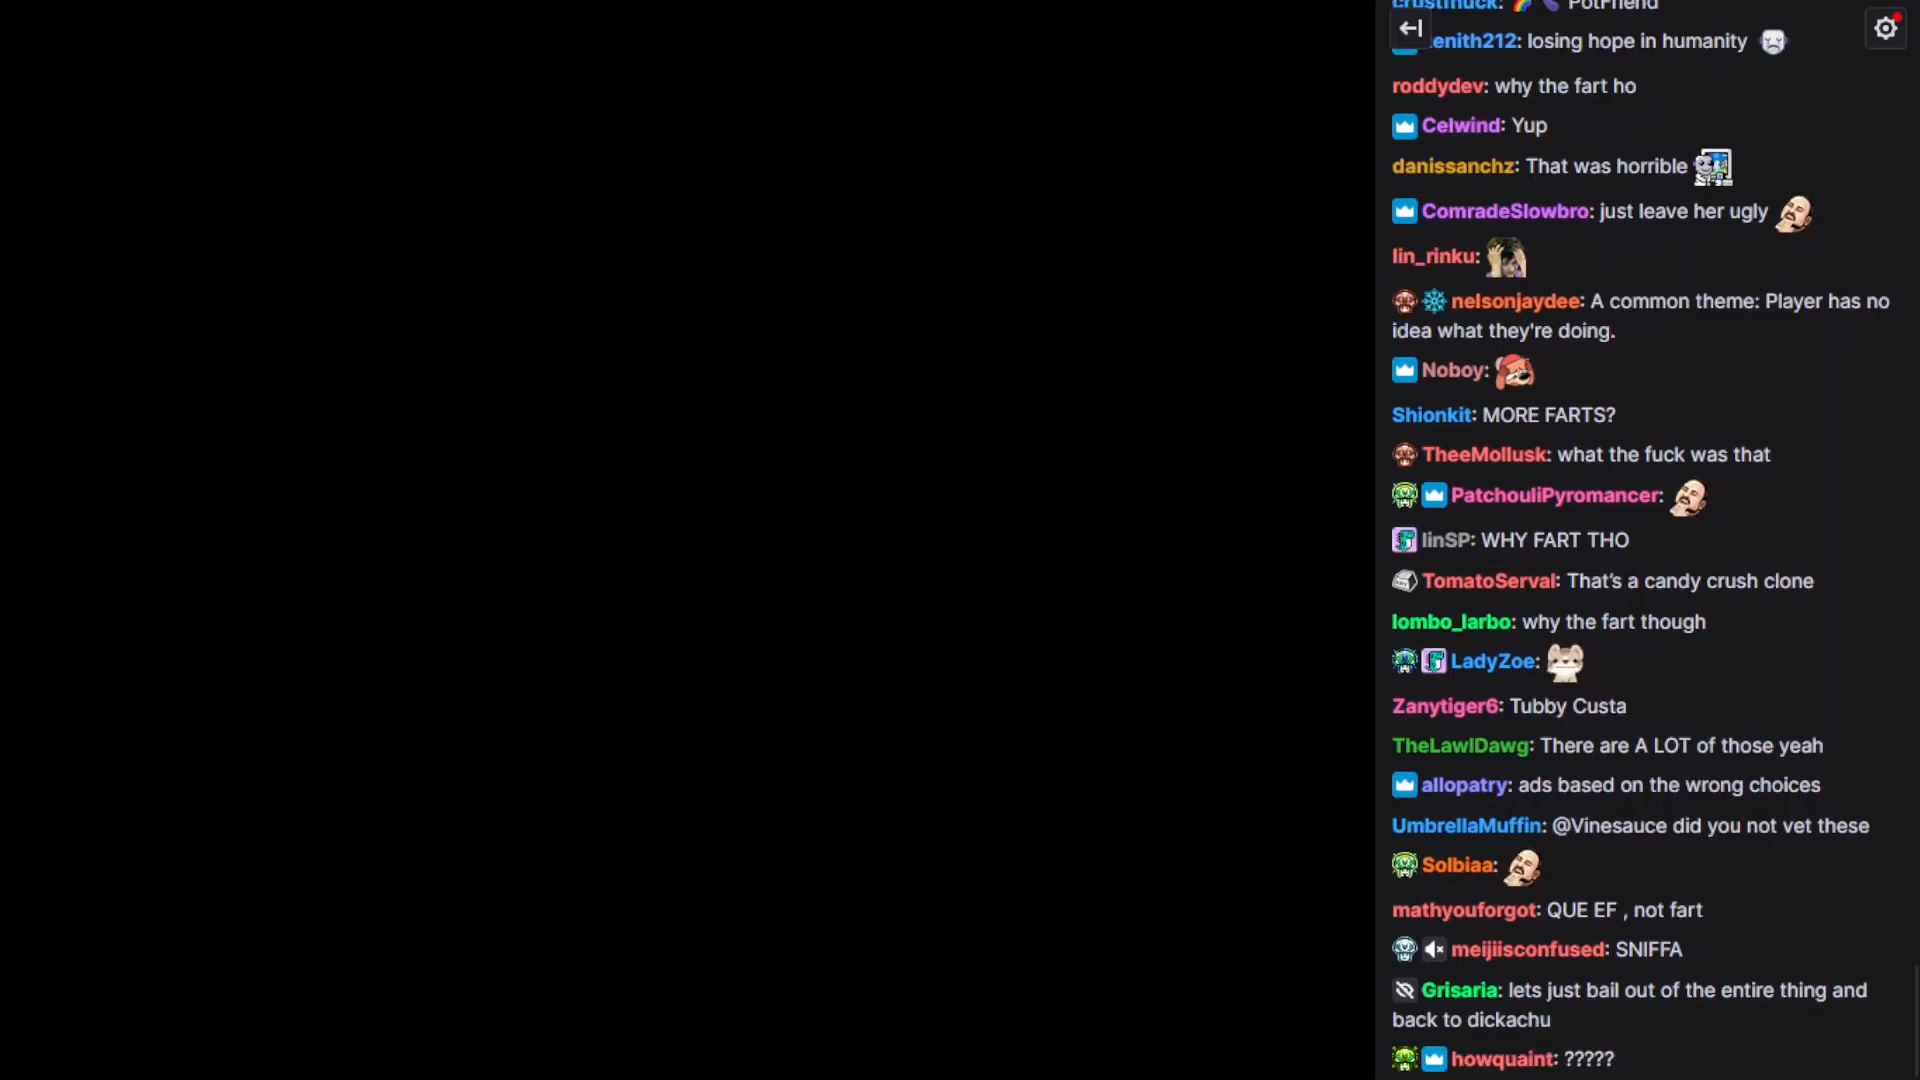 crustnuck: PotFriend
enith212: losing hope in humanity
roddydev: why the fart ho
Celwind: Yup
danissanchz: That was horrible
ComradeSlowbro: just leave her ugly
lin_rinku:
nelsonjaydee: A common theme: Player has no
idea what they're doing.
Noboy:
Shionkit: MORE FARTS?
TheeMollusk: what the fuck was that
PatchouliPyromancer:
linSP: WHY FART THO
TomatoServal: That's a candy crush clone
lombo_larbo: why the fart though
LadyZoe:
Zanytiger6: Tubby Custa
TheLawlDawg: There are A LOT of those yeah
allopatry: ads based on the wrong choices
UmbrellaMuffin: @Vinesauce did you not vet these
Solbiaa:
mathyouforgot: QUE EF , not fart
meijiisconfused: SNIFFA
Grisaria: lets just bail out of the entire thing and
back to dickachu
howquaint: ?????